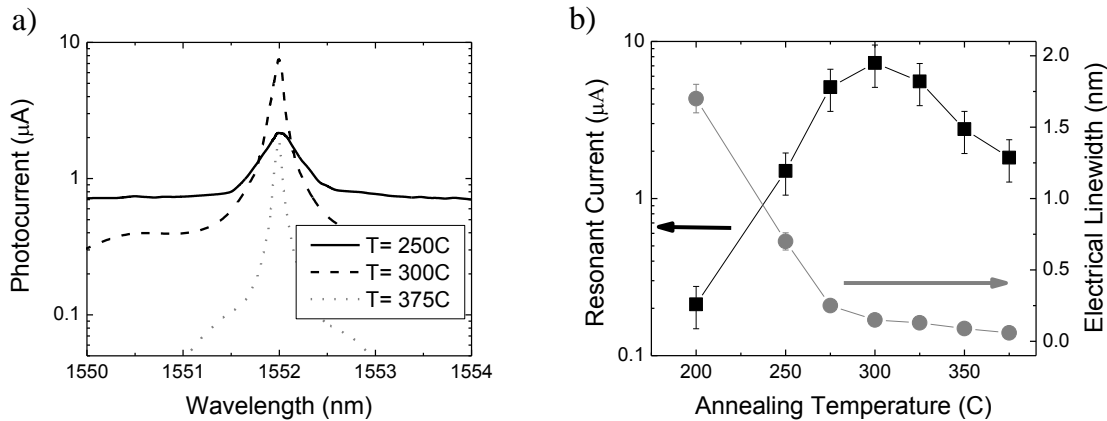 a)
Photocurrent (μA)
10
1
0.1
1550 1551 1552 1553 1554
Wavelength (nm)
T= 250C
T= 300C
T= 375C
b)
Resonant Current (μA)
10
1
0.1
200 250 300 350
Annealing Temperature (C)
2.0
1.5
1.0
0.5
0.0
Electrical Linewidth (nm)